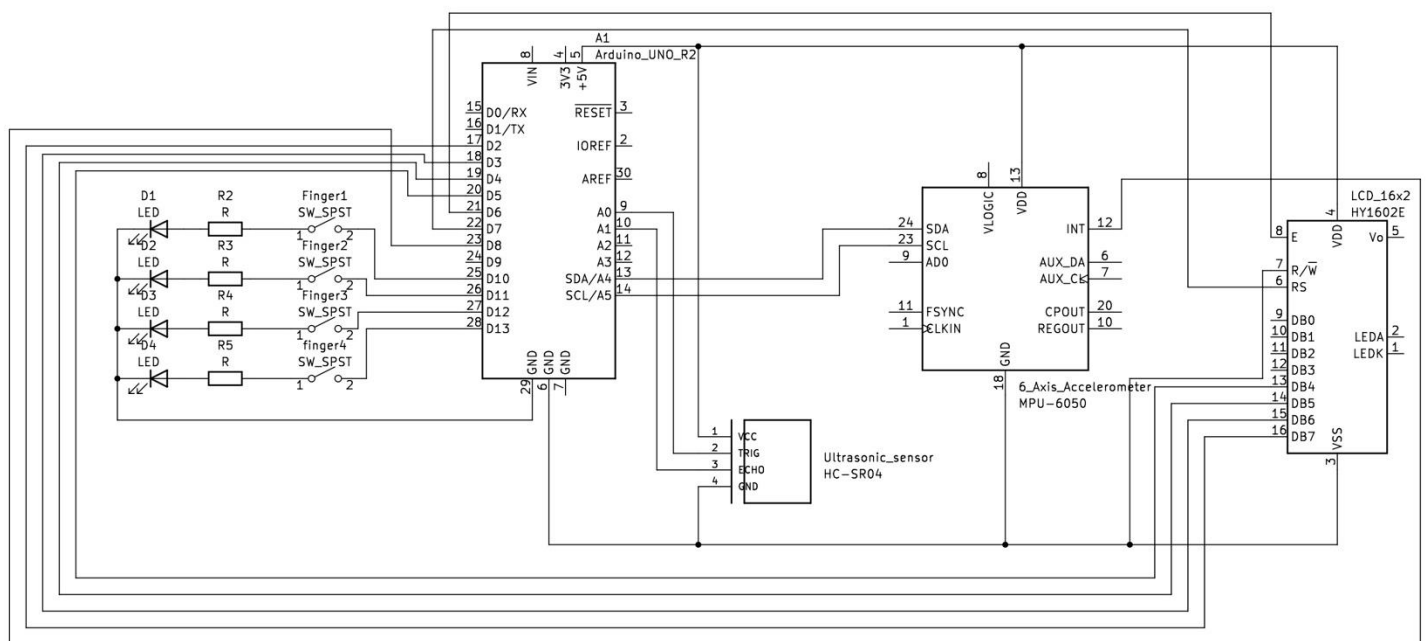 A1
Arduino_UNO_R2
8
4
5
VIN
3V3
+5V
15 D0/RX
16 D1/TX
17 D2
18 D3
19 D4
20 D5
21 D6
22 D7
23 D8
24 D9
25 D10
26 D11
27 D12
28 D13
RESET 3
IOREF 2
AREF 30
A0 9
A1 10
A2 11
A3 12
SDA/A4 13
SCL/A5 14
GND
GND
GND
29
6
7
D1
LED
R2
R
Finger1
SW_SPST
1 2
D2
LED
R3
R
Finger2
SW_SPST
1 2
D3
LED
R4
R
Finger3
SW_SPST
1 2
D4
LED
R5
R
finger4
SW_SPST
1 2
8
13
VLOGIC
VDD
24 SDA
23 SCL
9 AD0
11 FSYNC
1 CLKIN
INT 12
AUX_DA 6
AUX_CL 7
CPOUT 20
REGOUT 10
GND
18
6_Axis_Accelerometer
MPU-6050
1 VCC
2 TRIG
3 ECHO
4 GND
Ultrasonic_sensor
HC-SR04
LCD_16x2
HY1602E
4
VDD
8 E
7 R/W
6 RS
9 DB0
10 DB1
11 DB2
12 DB3
13 DB4
14 DB5
15 DB6
16 DB7
Vo 5
LEDA 2
LEDK 1
VSS
3